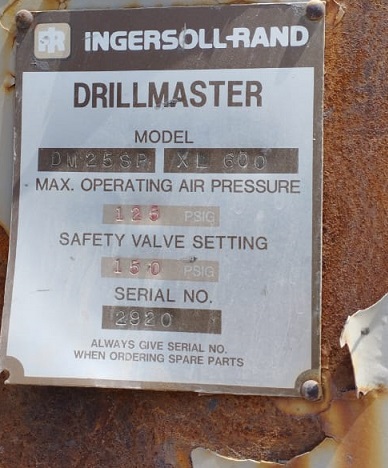 IR INGERSOLL-RAND
DRILLMASTER
MODEL
DM25SP XL 600
MAX. OPERATING AIR PRESSURE
125 PSIG
SAFETY VALVE SETTING
150 PSIG
SERIAL NO.
2920
ALWAYS GIVE SERIAL NO.
WHEN ORDERING SPARE PARTS